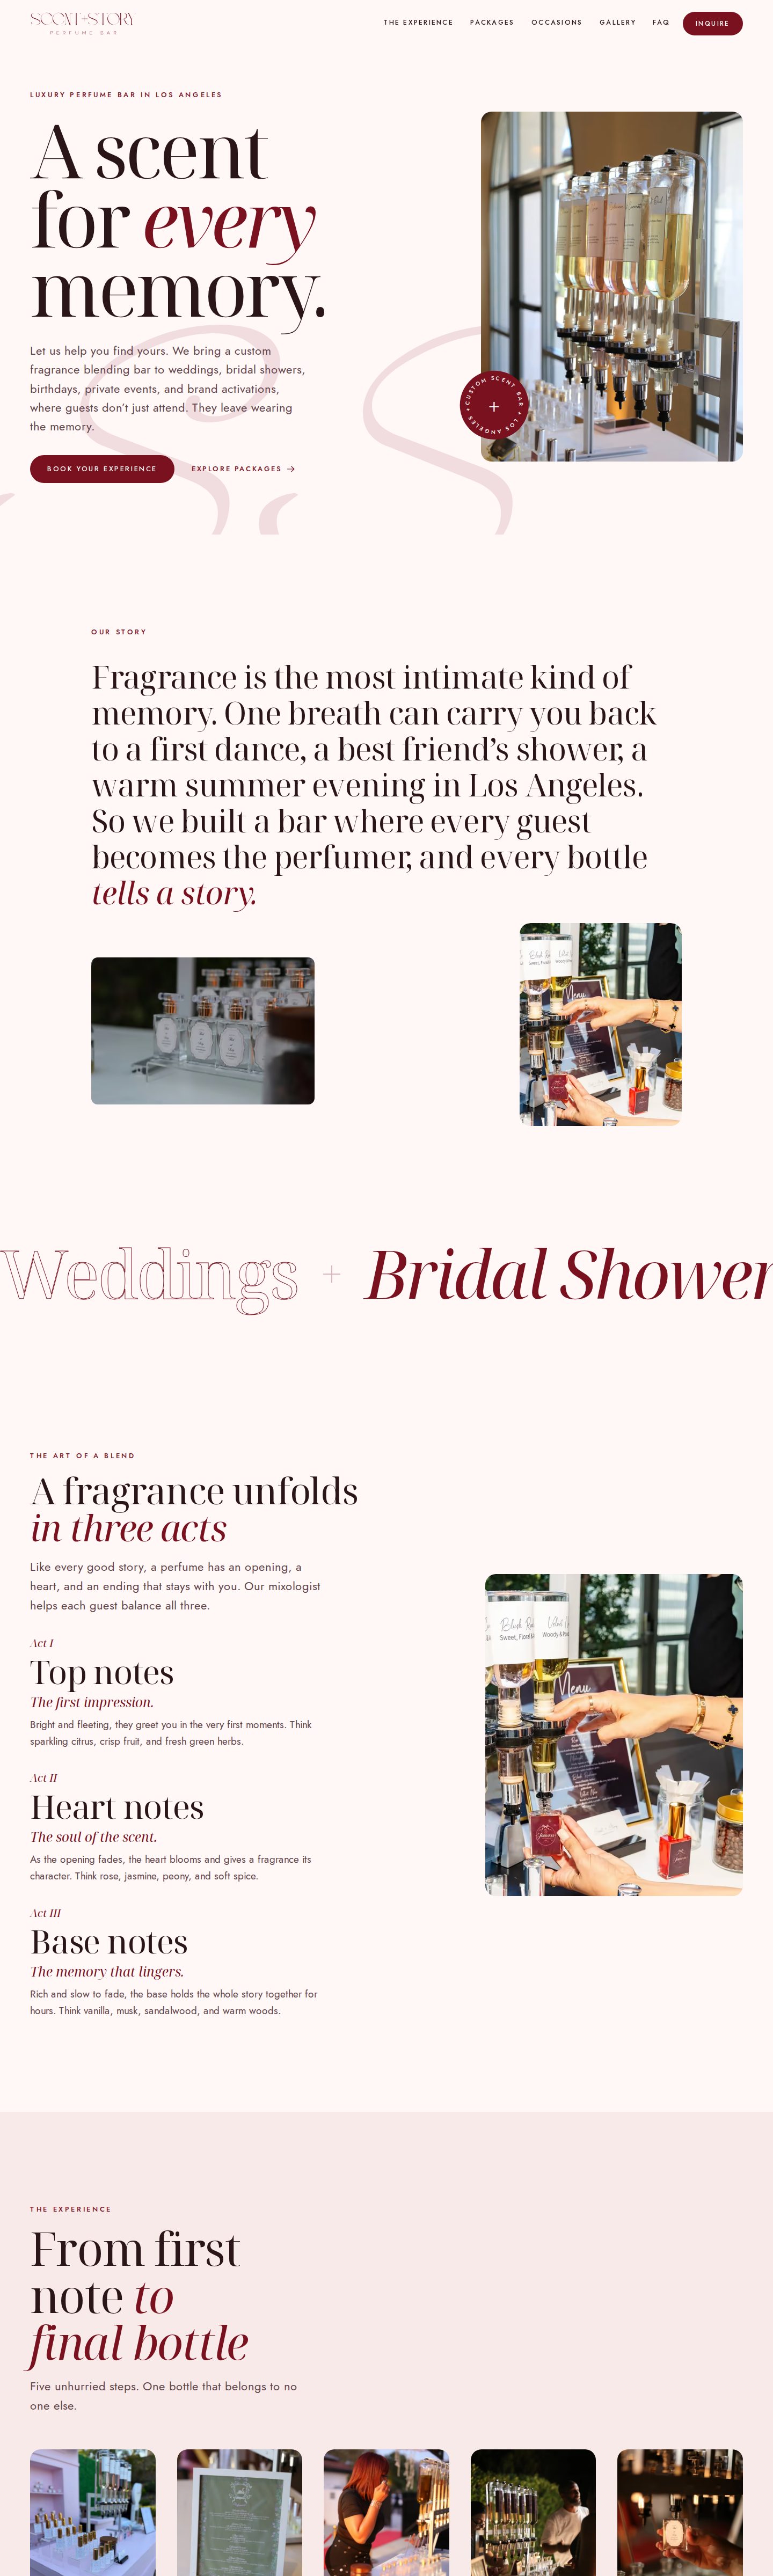 SCENT+STORY
PERFUME BAR
THE EXPERIENCE
PACKAGES
OCCASIONS
GALLERY
FAQ
INQUIRE
LUXURY PERFUME BAR IN LOS ANGELES
A scent
for every
memory.
Let us help you find yours. We bring a custom
fragrance blending bar to weddings, bridal showers,
birthdays, private events, and brand activations,
where guests don’t just attend. They leave wearing
the memory.
BOOK YOUR EXPERIENCE
EXPLORE PACKAGES →
CUSTOM SCENT BAR + LOS ANGELES +
+
OUR STORY
Fragrance is the most intimate kind of
memory. One breath can carry you back
to a first dance, a best friend’s shower, a
warm summer evening in Los Angeles.
So we built a bar where every guest
becomes the perfumer, and every bottle
tells a story.
Menu
Weddings + Bridal Shower
THE ART OF A BLEND
A fragrance unfolds
in three acts
Like every good story, a perfume has an opening, a
heart, and an ending that stays with you. Our mixologist
helps each guest balance all three.
Act I
Top notes
The first impression.
Bright and fleeting, they greet you in the very first moments. Think
sparkling citrus, crisp fruit, and fresh green herbs.
Act II
Heart notes
The soul of the scent.
As the opening fades, the heart blooms and gives a fragrance its
character. Think rose, jasmine, peony, and soft spice.
Act III
Base notes
The memory that lingers.
Rich and slow to fade, the base holds the whole story together for
hours. Think vanilla, musk, sandalwood, and warm woods.
Blush
Velvet
Sweet, Floral
Woody &
Menu
THE EXPERIENCE
From first
note to
final bottle
Five unhurried steps. One bottle that belongs to no
one else.